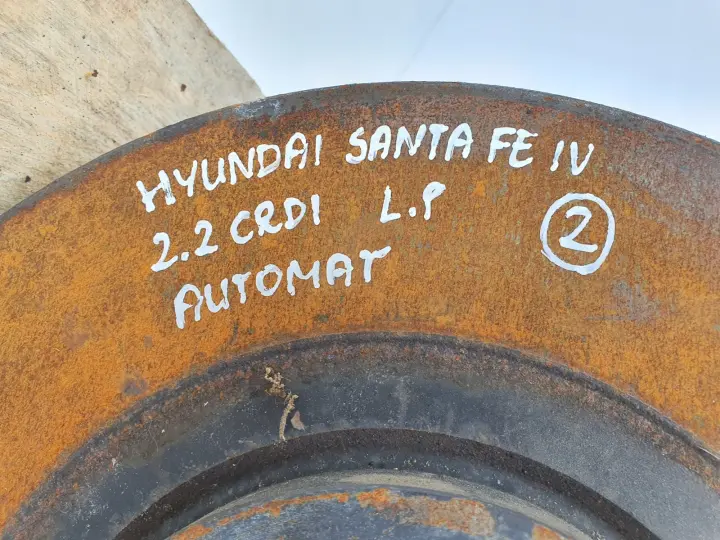 HYUNDAI SANTA FE IV
2.2 CRDI L.P
2
AUTOMAT